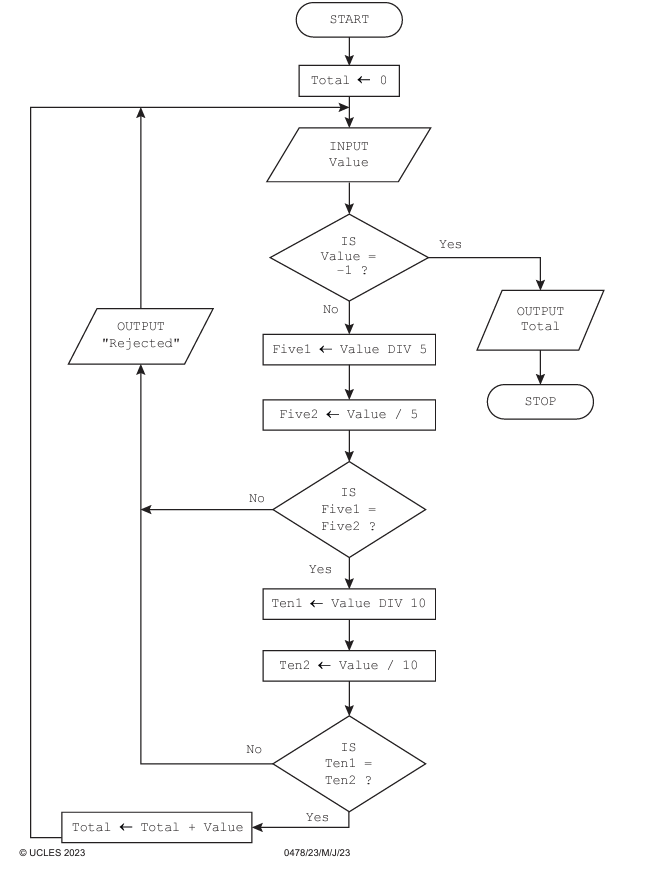 START
Total ← 0
INPUT
Value
IS
Value =
–1 ?
Yes
No
OUTPUT
Total
STOP
OUTPUT
"Rejected"
Five1 ← Value DIV 5
Five2 ← Value / 5
IS
Five1 =
Five2 ?
No
Yes
Ten1 ← Value DIV 10
Ten2 ← Value / 10
IS
Ten1 =
Ten2 ?
No
Yes
Total ← Total + Value
© UCLES 2023
0478/23/M/J/23